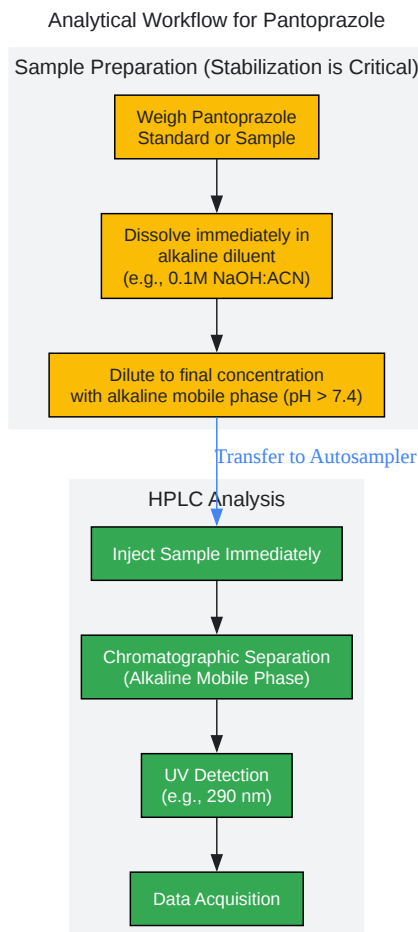 Analytical Workflow for Pantoprazole
Sample Preparation (Stabilization is Critical)
Weigh Pantoprazole
Standard or Sample
Dissolve immediately in
alkaline diluent
(e.g., 0.1M NaOH:ACN)
Dilute to final concentration
with alkaline mobile phase (pH > 7.4)
Transfer to Autosampler
HPLC Analysis
Inject Sample Immediately
Chromatographic Separation
(Alkaline Mobile Phase)
UV Detection
(e.g., 290 nm)
Data Acquisition